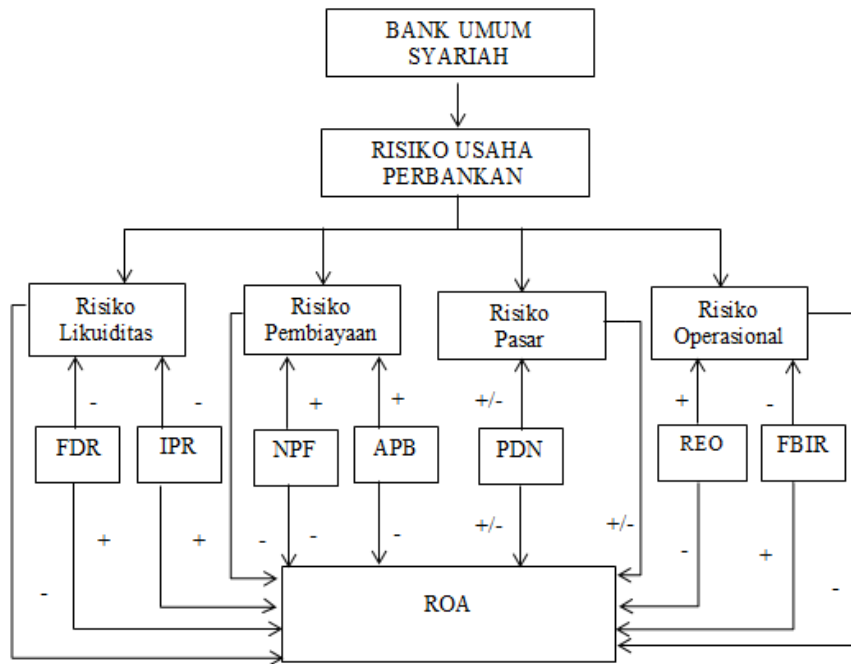 BANK UMUM
SYARIAH
RISIKO USAHA
PERBANKAN
Risiko
Likuiditas
Risiko
Pembiayaan
Risiko
Pasar
Risiko
Operasional
- - + + +/- + -
FDR IPR NPF APB PDN REO FBIR
+ + - - - +/- +/- - + - -
ROA